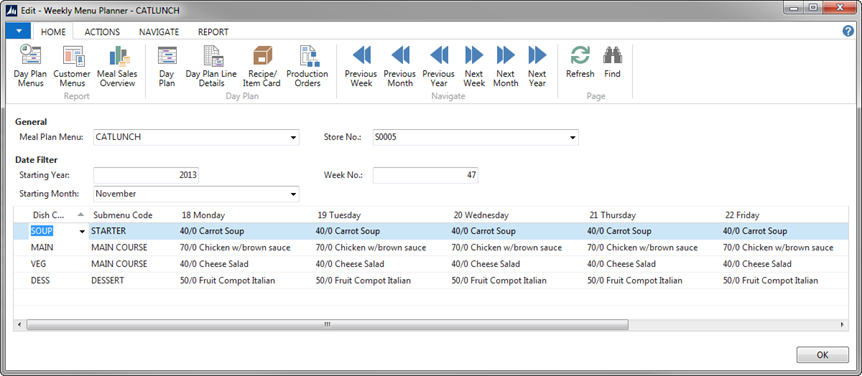 Edit - Weekly Menu Planner - CATLUNCH
HOME ACTIONS NAVIGATE REPORT
Day Plan Menus Customer Menus Meal Sales Overview Day Plan Day Plan Line Details Recipe/ Item Card Production Orders Previous Week Previous Month Previous Year Next Week Next Month Next Year Refresh Find
Report Day Plan Navigate Page
General
Meal Plan Menu: CATLUNCH Store No.: S0005
Date Filter
Starting Year: 2013 Week No.: 47
Starting Month: November
Dish C... Submenu Code 18 Monday 19 Tuesday 20 Wednesday 21 Thursday 22 Friday
SOUP STARTER 40/0 Carrot Soup 40/0 Carrot Soup 40/0 Carrot Soup 40/0 Carrot Soup 40/0 Carrot Soup
MAIN MAIN COURSE 70/0 Chicken w/brown sauce 70/0 Chicken w/brown sauce 70/0 Chicken w/brown sauce 70/0 Chicken w/brown sauce 70/0 Chicken w/brown sauce
VEG MAIN COURSE 40/0 Cheese Salad 40/0 Cheese Salad 40/0 Cheese Salad 40/0 Cheese Salad 40/0 Cheese Salad
DESS DESSERT 50/0 Fruit Compot Italian 50/0 Fruit Compot Italian 50/0 Fruit Compot Italian 50/0 Fruit Compot Italian 50/0 Fruit Compot Italian
OK